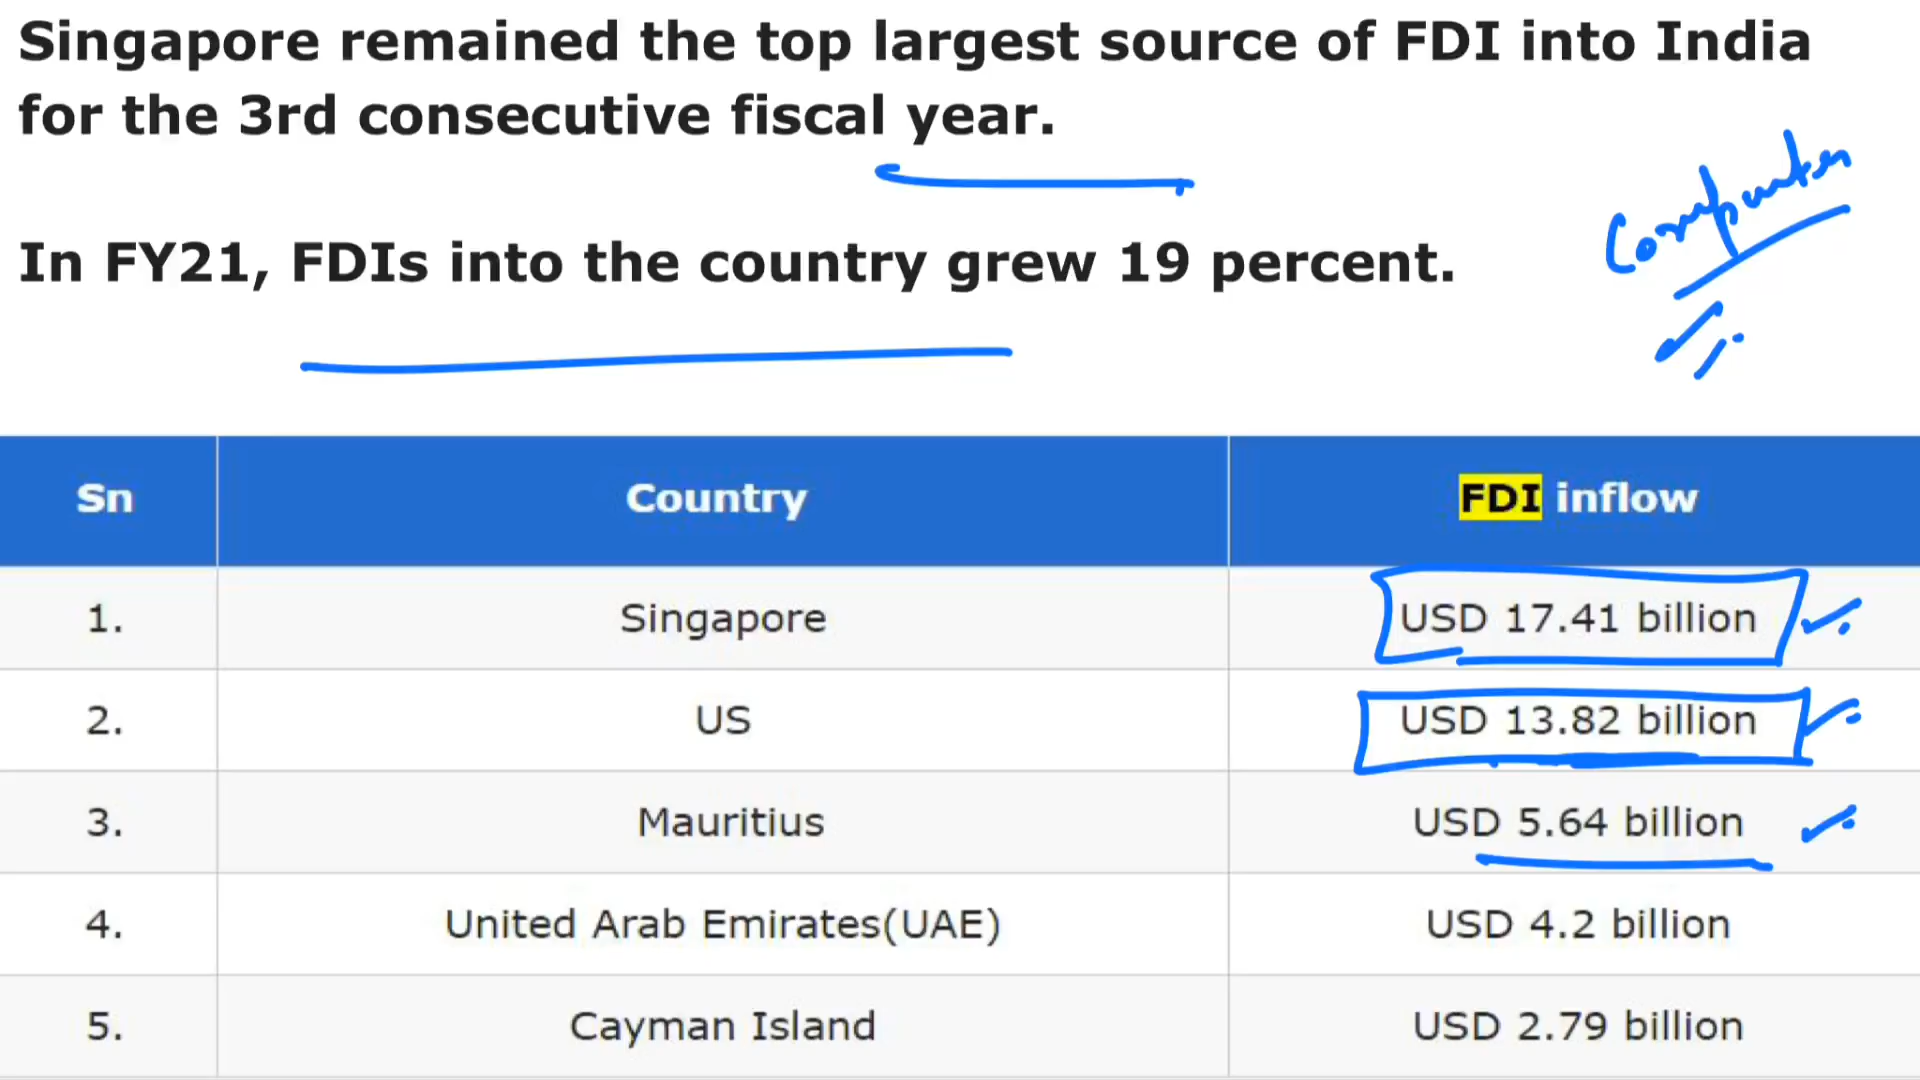 Singapore remained the top largest source of FDI into India
for the 3rd consecutive fiscal year.
In FY21, FDIs into the country grew 19 percent.
Computer
Sn Country FDI inflow
1. Singapore USD 17.41 billion
2. US USD 13.82 billion
3. Mauritius USD 5.64 billion
4. United Arab Emirates(UAE) USD 4.2 billion
5. Cayman Island USD 2.79 billion